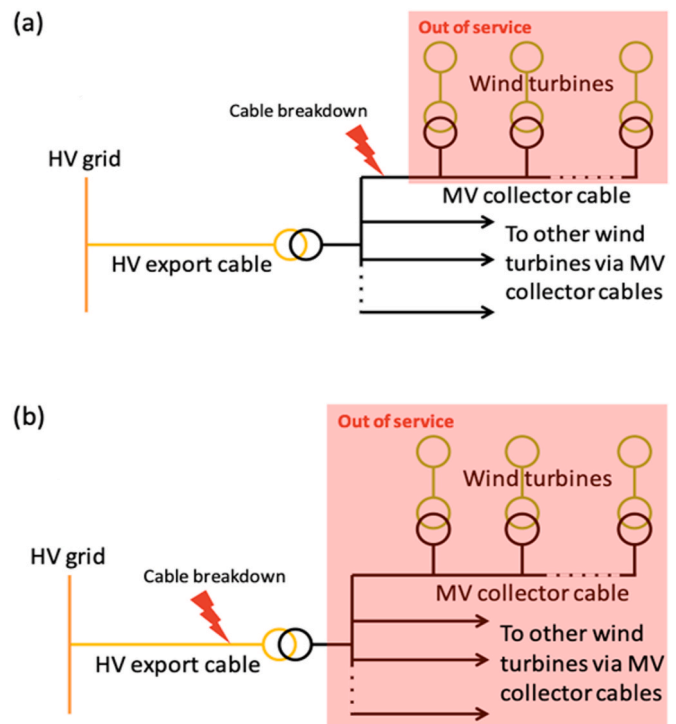 (a)
Out of service
Wind turbines
Cable breakdown
HV grid
MV collector cable
HV export cable
To other wind
turbines via MV
collector cables
(b)
Out of service
Wind turbines
HV grid
Cable breakdown
MV collector cable
HV export cable
To other wind
turbines via MV
collector cables